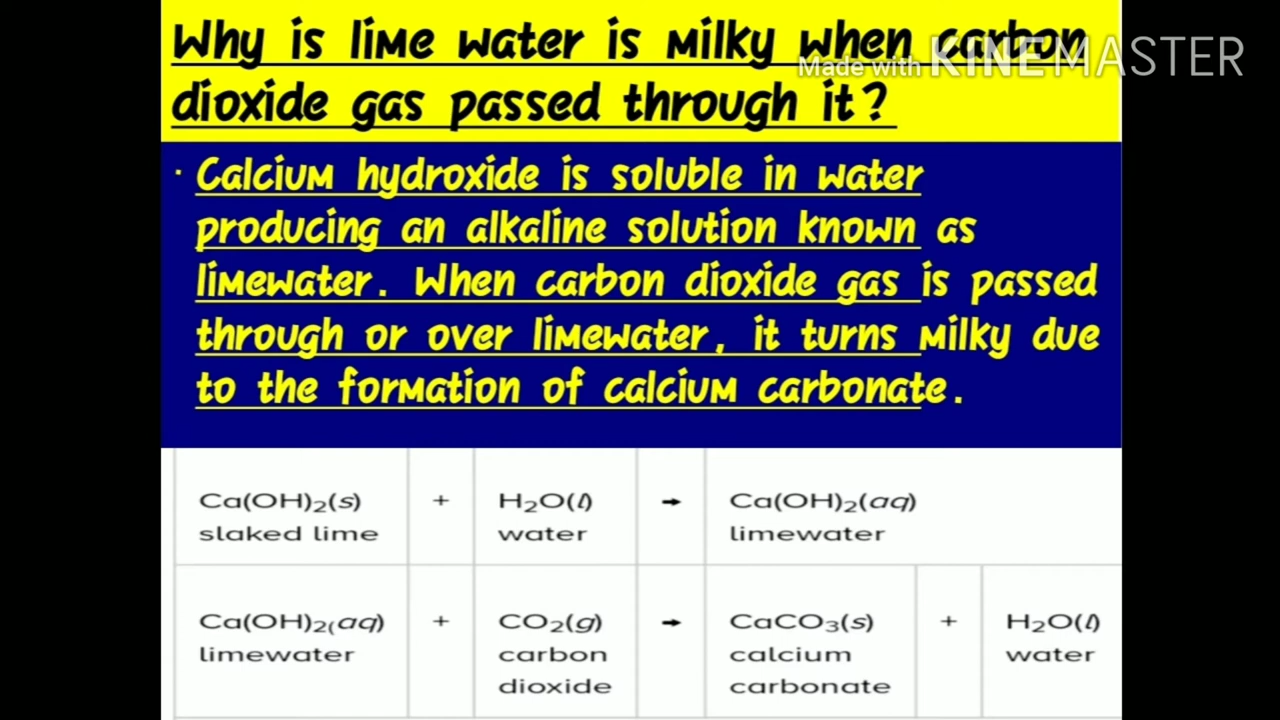 Why is lime water is milky when carbon
Made with KINEMASTER
dioxide gas passed through it?
· Calcium hydroxide is soluble in water
producing an alkaline solution known as
limewater. When carbon dioxide gas is passed
through or over limewater, it turns milky due
to the formation of calcium carbonate.
Ca(OH)₂(s) + H₂O(l) → Ca(OH)₂(aq)
slaked lime water limewater
Ca(OH)₂₍aq) + CO₂(g) → CaCO₃(s) + H₂O(l)
limewater carbon calcium water
dioxide carbonate